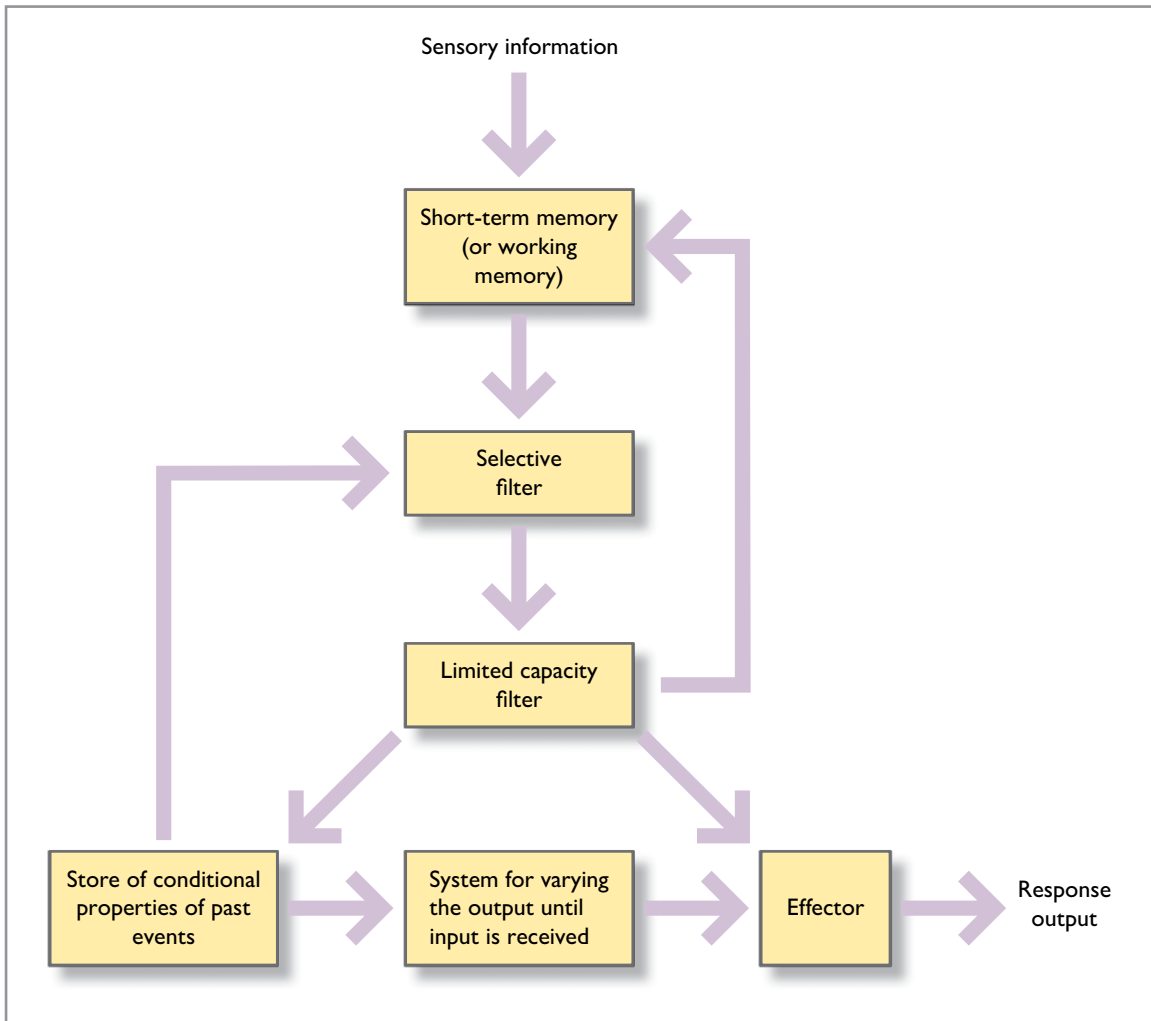 Sensory information
Short-term memory
(or working
memory)
Selective
filter
Limited capacity
filter
Store of conditional
properties of past
events
System for varying
the output until
input is received
Effector
Response
output